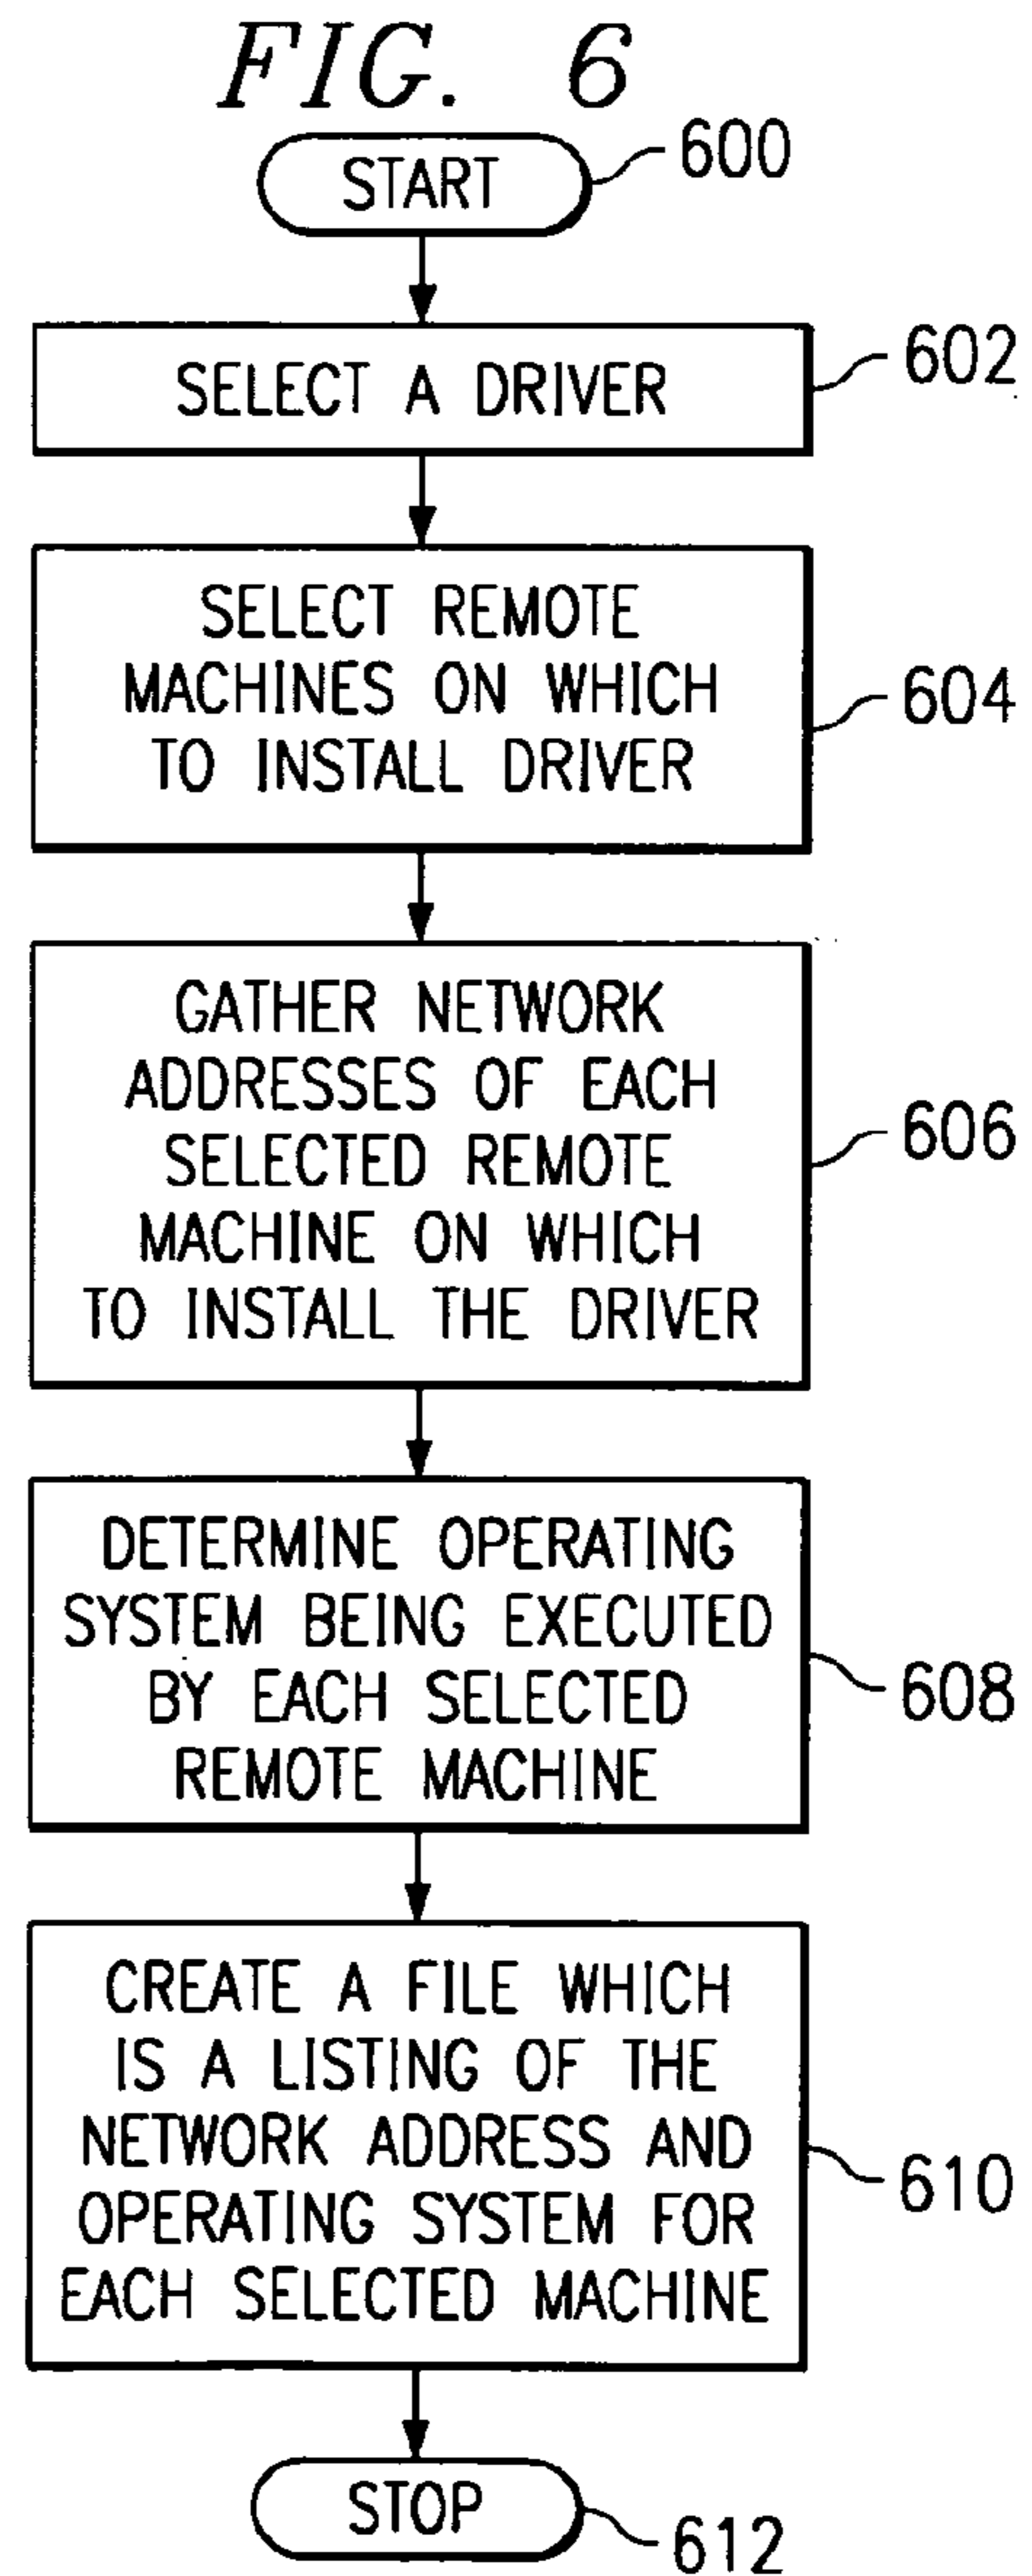 FIG. 6
START
600
SELECT A DRIVER
602
SELECT REMOTE
MACHINES ON WHICH
TO INSTALL DRIVER
604
GATHER NETWORK
ADDRESSES OF EACH
SELECTED REMOTE
MACHINE ON WHICH
TO INSTALL THE DRIVER
606
DETERMINE OPERATING
SYSTEM BEING EXECUTED
BY EACH SELECTED
REMOTE MACHINE
608
CREATE A FILE WHICH
IS A LISTING OF THE
NETWORK ADDRESS AND
OPERATING SYSTEM FOR
EACH SELECTED MACHINE
610
STOP
612